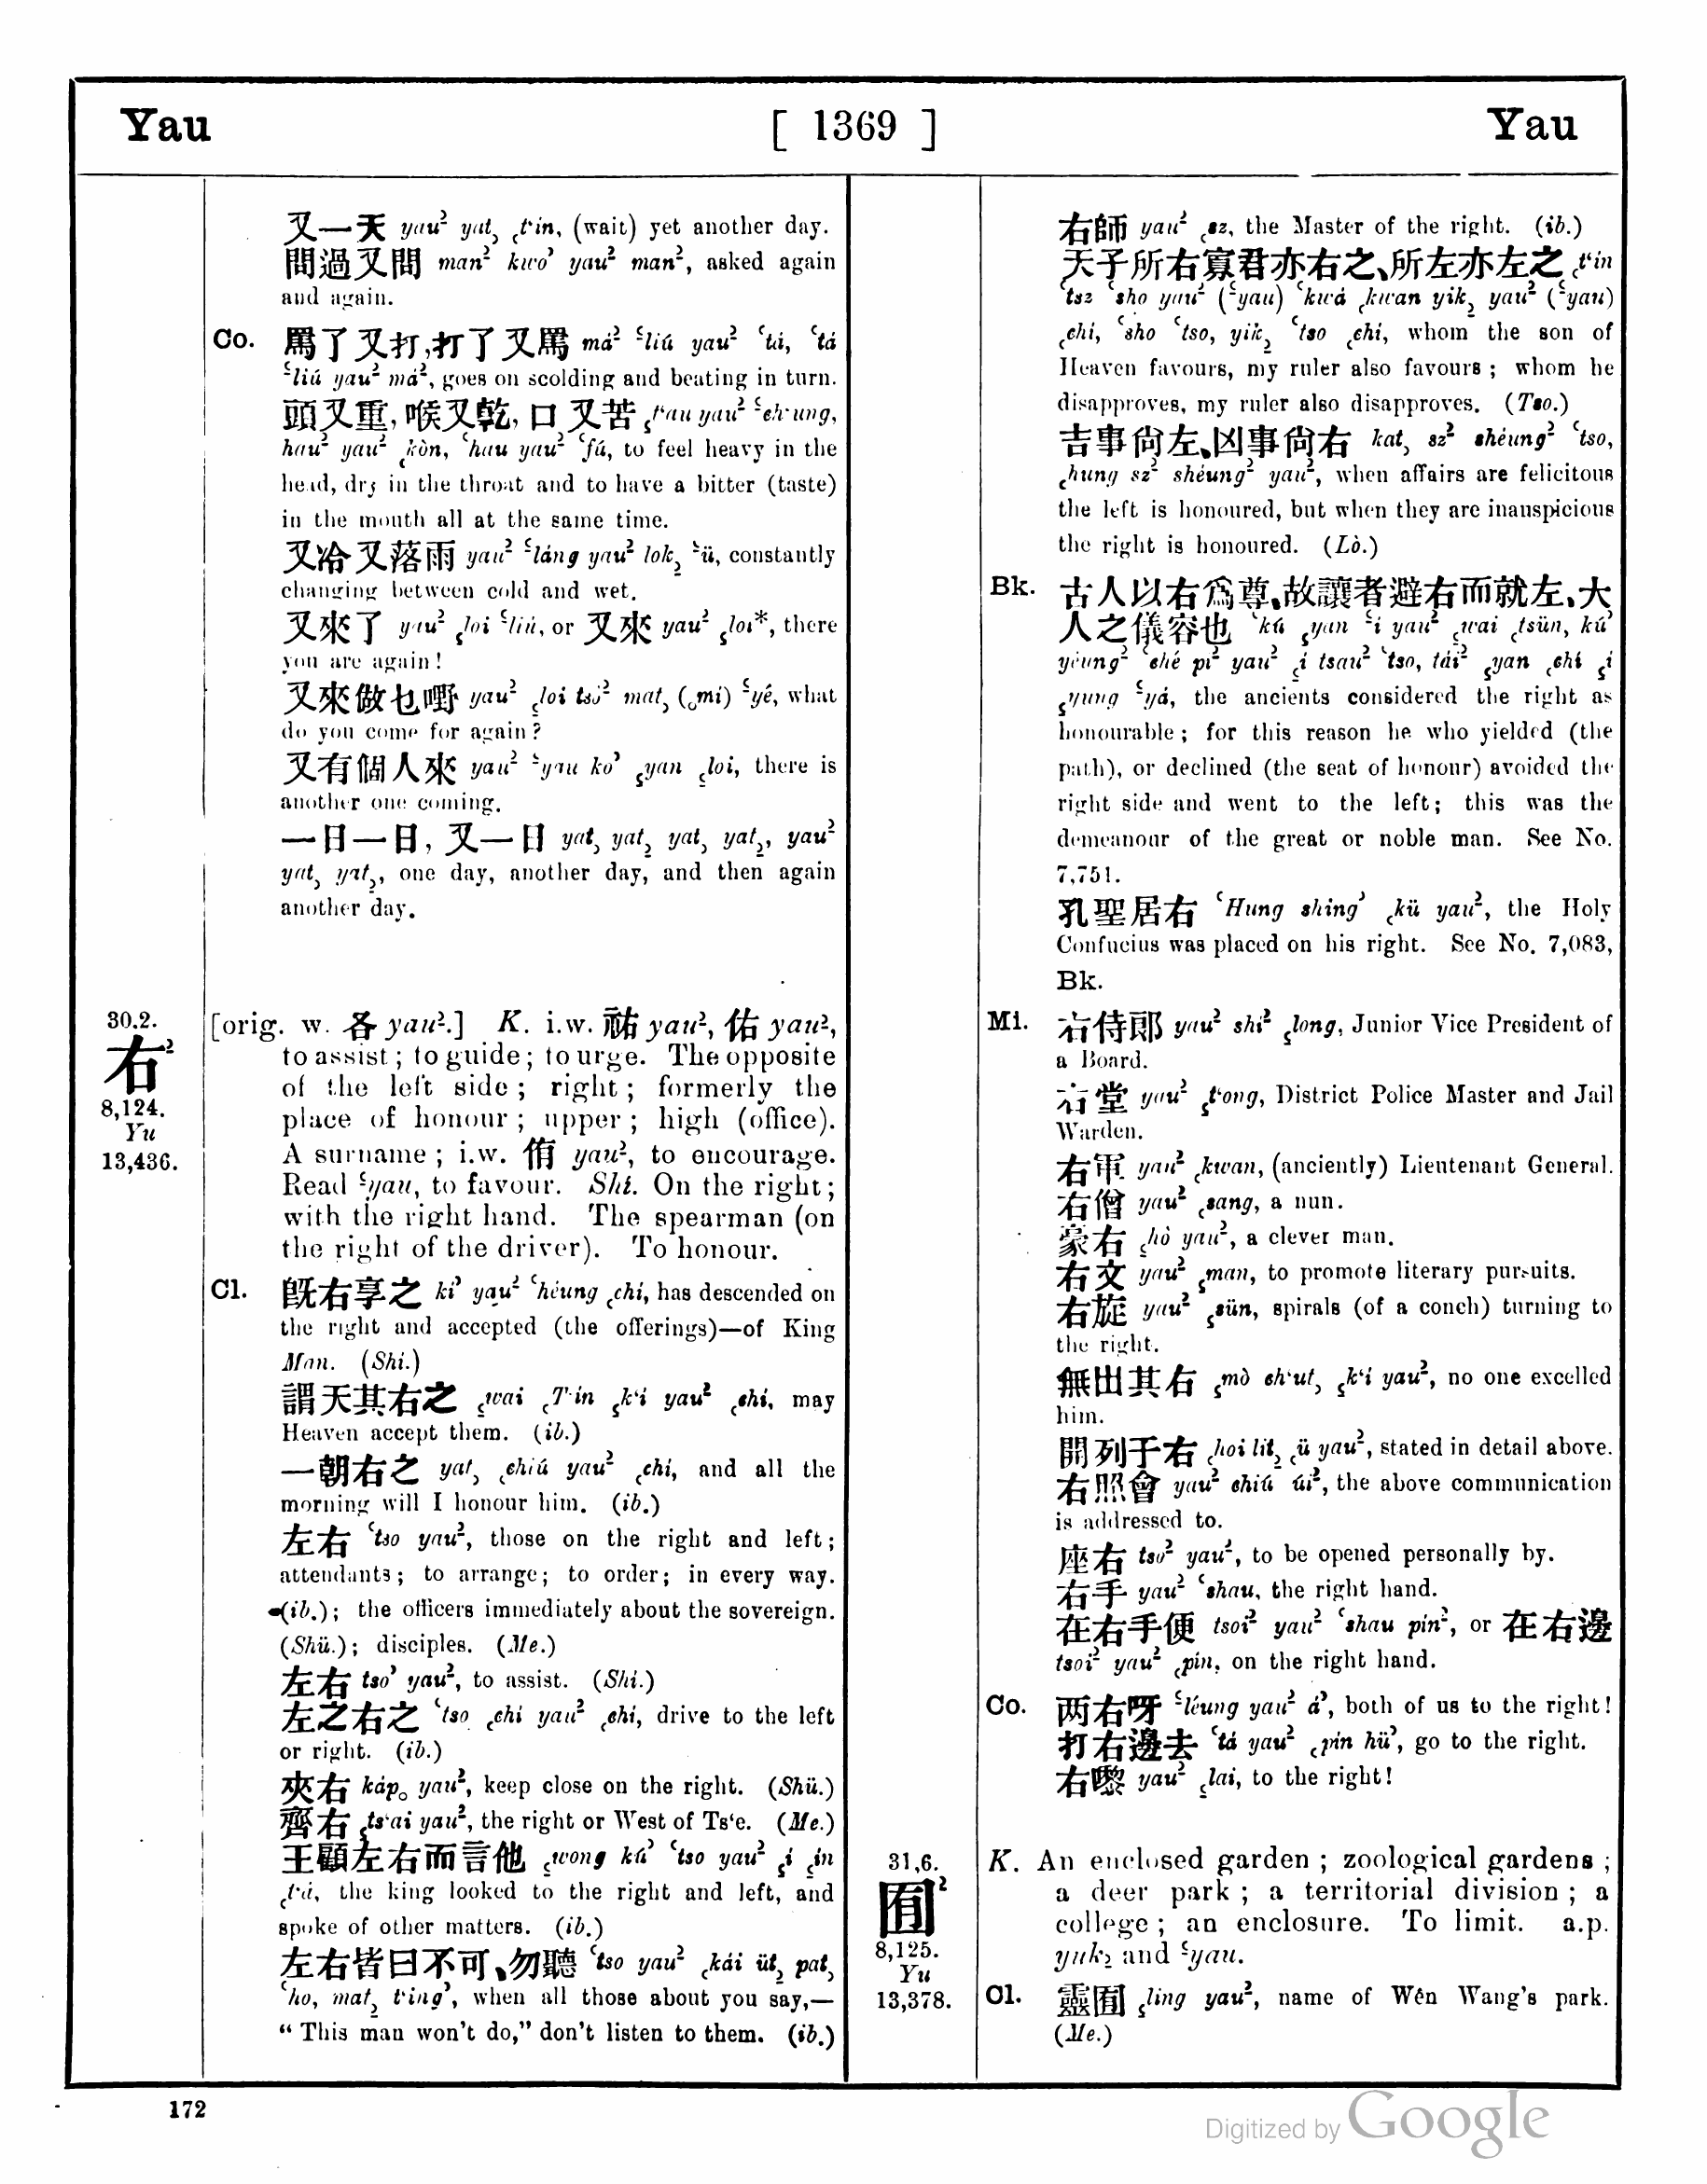 Yau [ 1369 ] Yau
又一天 yau² yat꜆ ꜀t‘in, (wait) yet another day.
問過又問 man² kwo꜄ yau² man², asked again
and again.
Co. 罵了又打,打了又罵 má² ꜃liú yau² ꜂tá, ꜂tá
꜃liú yau² má², goes on scolding and beating in turn.
頭又重, 喉又乾, 口又苦 ꜁t‘au yau² ꜃ch‘ung,
hau² yau² ꜀kòn, ꜂hau yau² ꜂fú, to feel heavy in the
head, dry in the throat and to have a bitter (taste)
in the mouth all at the same time.
又冷又落雨 yau² ꜃láng yau² lok꜇ ꜃ü, constantly
changing between cold and wet.
又來了 yau² ꜁loi ꜃liú, or 又來 yau² ꜁loi*, there
you are again!
又來做乜嘢 yau² ꜁loi tsò² mat꜆ (꜀mi) ꜃yé, what
do you come for again?
又有個人來 yau² ꜃yau ko꜄ ꜁yan ꜁loi, there is
another one coming.
一日一日, 又一日 yat꜆ yat꜇ yat꜆ yat꜇, yau²
yat꜆ yat꜇, one day, another day, and then again
another day.
30.2.
右²
8,124.
Yu
13,436.
[orig. w. 各 yau².] K. i.w. 祐 yau², 佑 yau²,
to assist; to guide; to urge. The opposite
of the left side; right; formerly the
place of honour; upper; high (office).
A surname; i.w. 侑 yau², to encourage.
Read ꜃yau, to favour. Shí. On the right;
with the right hand. The spearman (on
the right of the driver). To honour.
Cl. 旣右享之 kí꜄ yau² ꜂héung ꜀chí, has descended on
the right and accepted (the offerings)—of King
Man. (Shí.)
謂天其右之 ꜁wai ꜀T‘in ꜁k‘í yau² ꜀chí, may
Heaven accept them. (ib.)
一朝右之 yat꜆ ꜀chiú yau² ꜀chí, and all the
morning will I honour him. (ib.)
左右 ꜂tso yau², those on the right and left;
attendants; to arrange; to order; in every way.
(ib.); the officers immediately about the sovereign.
(Shü.); disciples. (Me.)
左右 tso꜄ yau², to assist. (Shí.)
左之右之 ꜂tso ꜀chí yau² ꜀chí, drive to the left
or right. (ib.)
夾右 káp꜆ yau², keep close on the right. (Shü.)
齊右 ꜁ts‘ai yau², the right or West of Ts‘e. (Me.)
王顧左右而言他 ꜁wong kú꜄ ꜂tso yau² ꜁í ꜁ín
꜀t‘á, the king looked to the right and left, and
spoke of other matters. (ib.)
左右皆曰不可、勿聽 ꜂tso yau² ꜀kái üt꜇ pat꜆
꜂ho, mat꜇ t‘ing꜄, when all those about you say,—
“This man won’t do,” don’t listen to them. (ib.)
右師 yau² ꜀sz, the Master of the right. (ib.)
天子所右寡君亦右之、所左亦左之 ꜀t‘in
꜂tsz ꜂sho yau² (꜃yau) ꜂kwá ꜀kwan yik꜇ yau² (꜃yau)
꜀chí, ꜂sho ꜂tso, yik꜇ ꜂tso ꜀chí, whom the son of
Heaven favours, my ruler also favours; whom he
disapproves, my ruler also disapproves. (Tso.)
吉事尙左、凶事尙右 kat꜆ sz² shéung² ꜂tso,
꜀hung sz² shéung² yau², when affairs are felicitous
the left is honoured, but when they are inauspicious
the right is honoured. (Lò.)
Bk. 古人以右爲尊、故讓者避右而就左、大
人之儀容也 ꜂kú ꜁yan ꜃í yau² ꜁wai ꜀tsün, kú꜄
yéung² ꜂ché pí² yau² ꜁í tsau² ꜂tso, tái² ꜁yan ꜀chí ꜁í
꜁yung ꜃yá, the ancients considered the right as
honourable; for this reason he who yielded (the
path), or declined (the seat of honour) avoided the
right side and went to the left; this was the
demeanour of the great or noble man. See No.
7,751.
孔聖居右 ꜂Hung shing꜄ ꜀kü yau², the Holy
Confucius was placed on his right. See No. 7,083,
Bk.
Mi. 右侍郎 yau² shí² ꜁long, Junior Vice President of
a Board.
右堂 yau² ꜁t‘ong, District Police Master and Jail
Warden.
右軍 yau² ꜀kwan, (anciently) Lieutenant General.
右僧 yau² ꜀sang, a nun.
豪右 ꜁hò yau², a clever man.
右文 yau² ꜁man, to promote literary pursuits.
右旋 yau² ꜁sün, spirals (of a conch) turning to
the right.
無出其右 ꜁mò ch‘ut꜆ ꜁k‘í yau², no one excelled
him.
開列于右 ꜀hoi lít꜇ ꜀ü yau², stated in detail above.
右照會 yau² chiú úi², the above communication
is addressed to.
座右 tso² yau², to be opened personally by.
右手 yau² ꜂shau, the right hand.
在右手便 tsoi² yau² ꜂shau pín², or 在右邊
tsoi² yau² ꜀pín, on the right hand.
Co. 两右呀 ꜃léung yau² á꜄, both of us to the right!
打右邊去 ꜂tá yau² ꜀pín hü꜄, go to the right.
右嚟 yau² ꜁lai, to the right!
31,6.
囿²
8,125.
Yu
13,378.
K. An enclosed garden; zoological gardens;
a deer park; a territorial division; a
college; an enclosure. To limit. a.p.
yuk꜇ and ꜃yau.
Cl. 靈囿 ꜁ling yau², name of Wên Wang’s park.
(Me.)
172
Digitized by Google